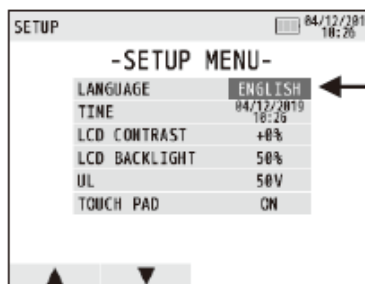 SETUP 04/12/201
10:26
-SETUP MENU-
LANGUAGE ENGLISH
TINE 04/12/2019
10:26
LCD CONTRAST +0%
LCD BACKLIGHT 50%
UL 50V
TOUCH PAD ON